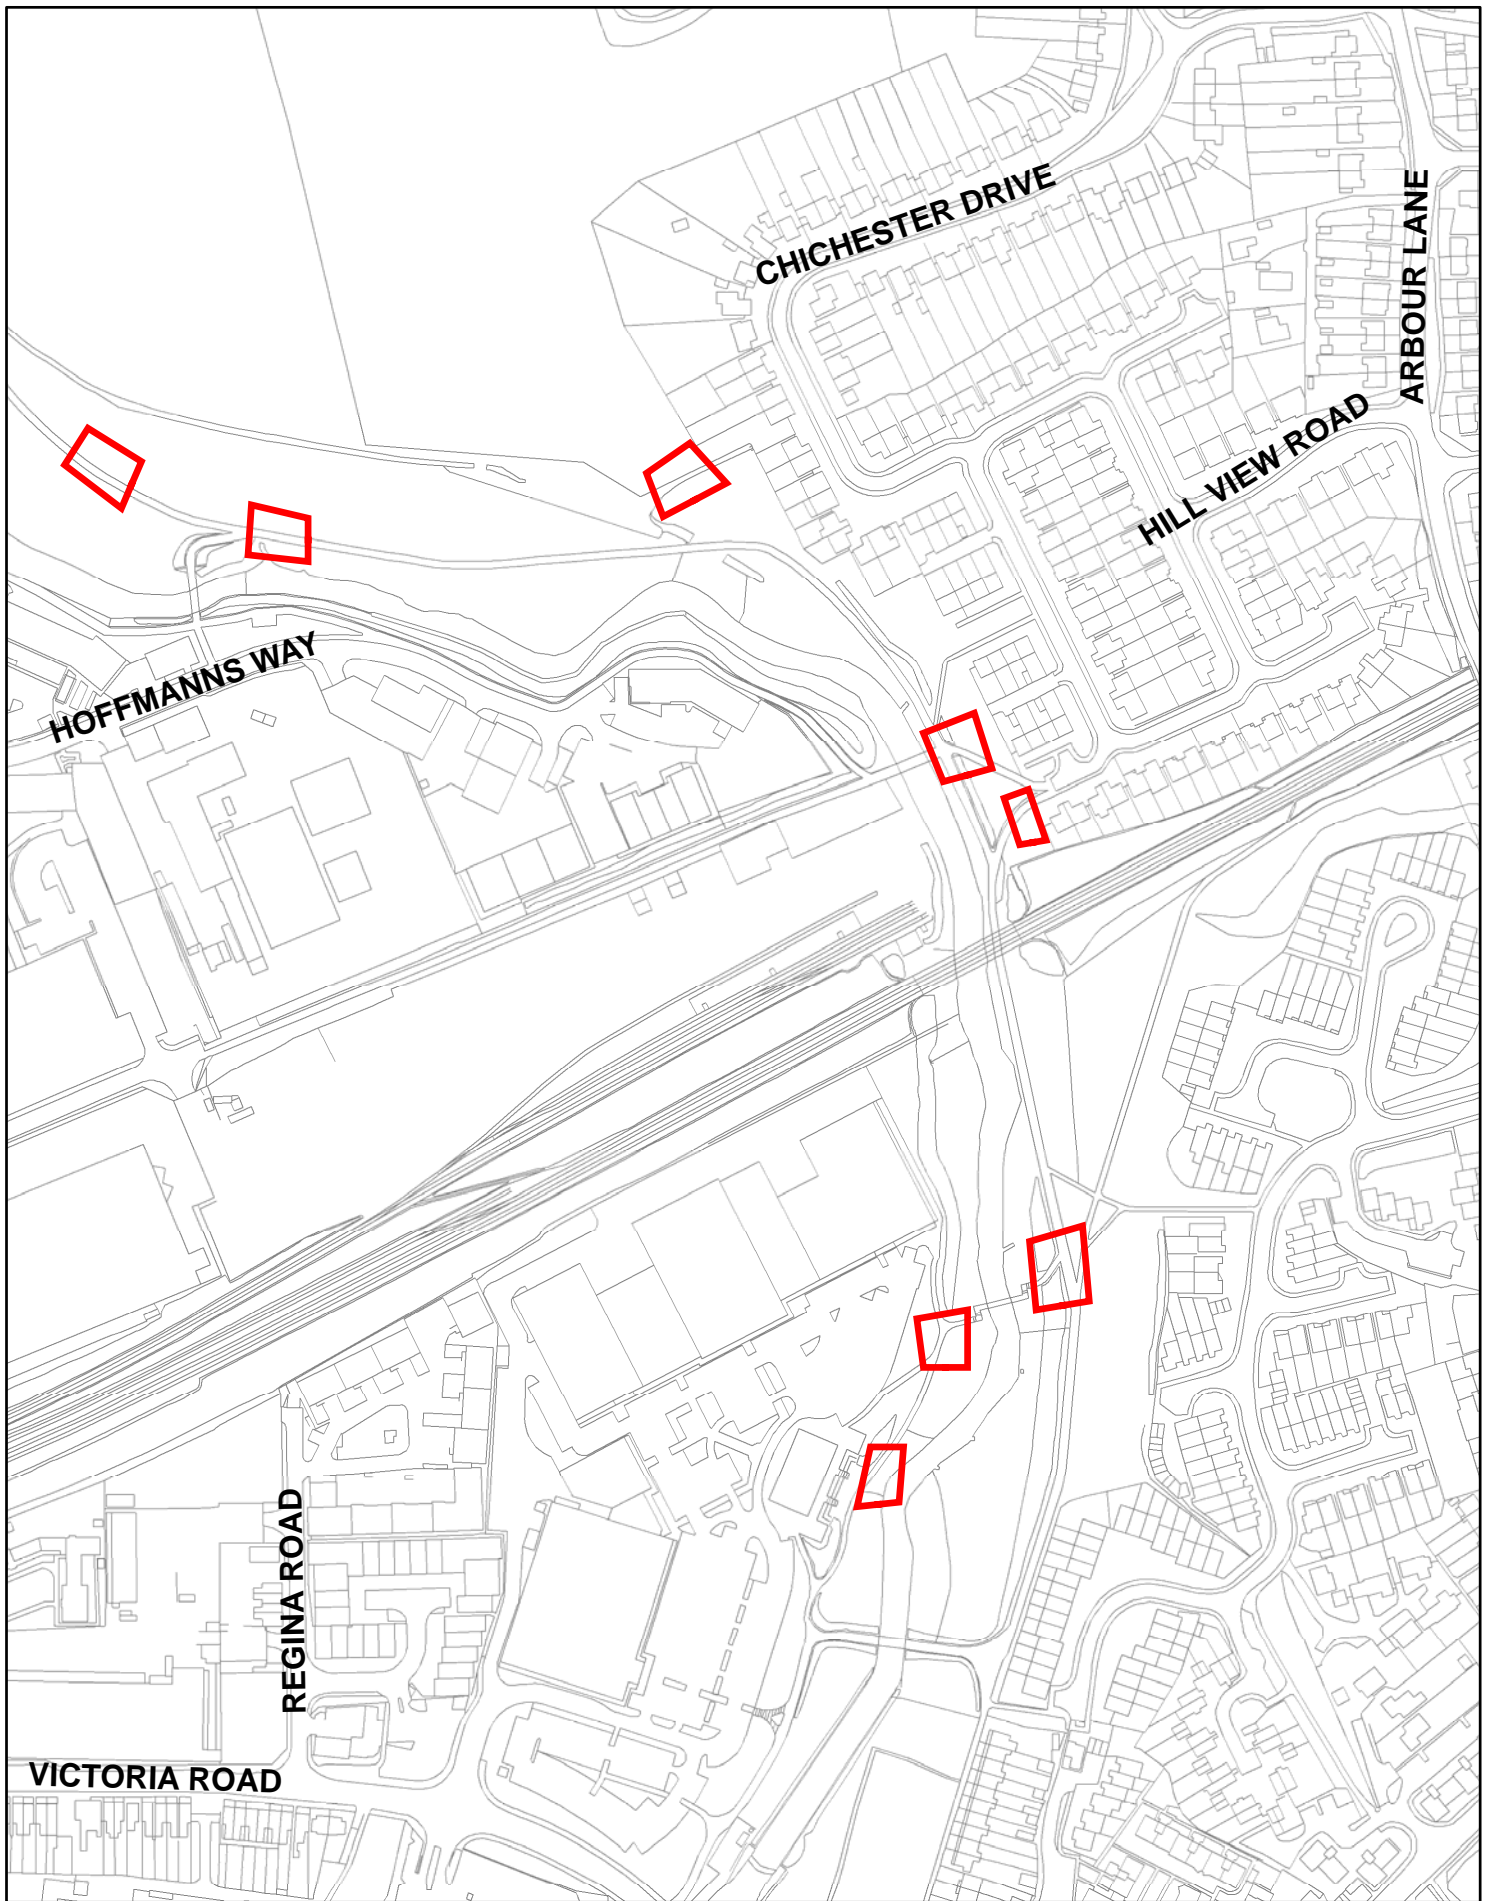 CHICHESTER DRIVE
ARBOUR LANE
HILL VIEW ROAD
HOFFMANNS WAY
REGINA ROAD
VICTORIA ROAD